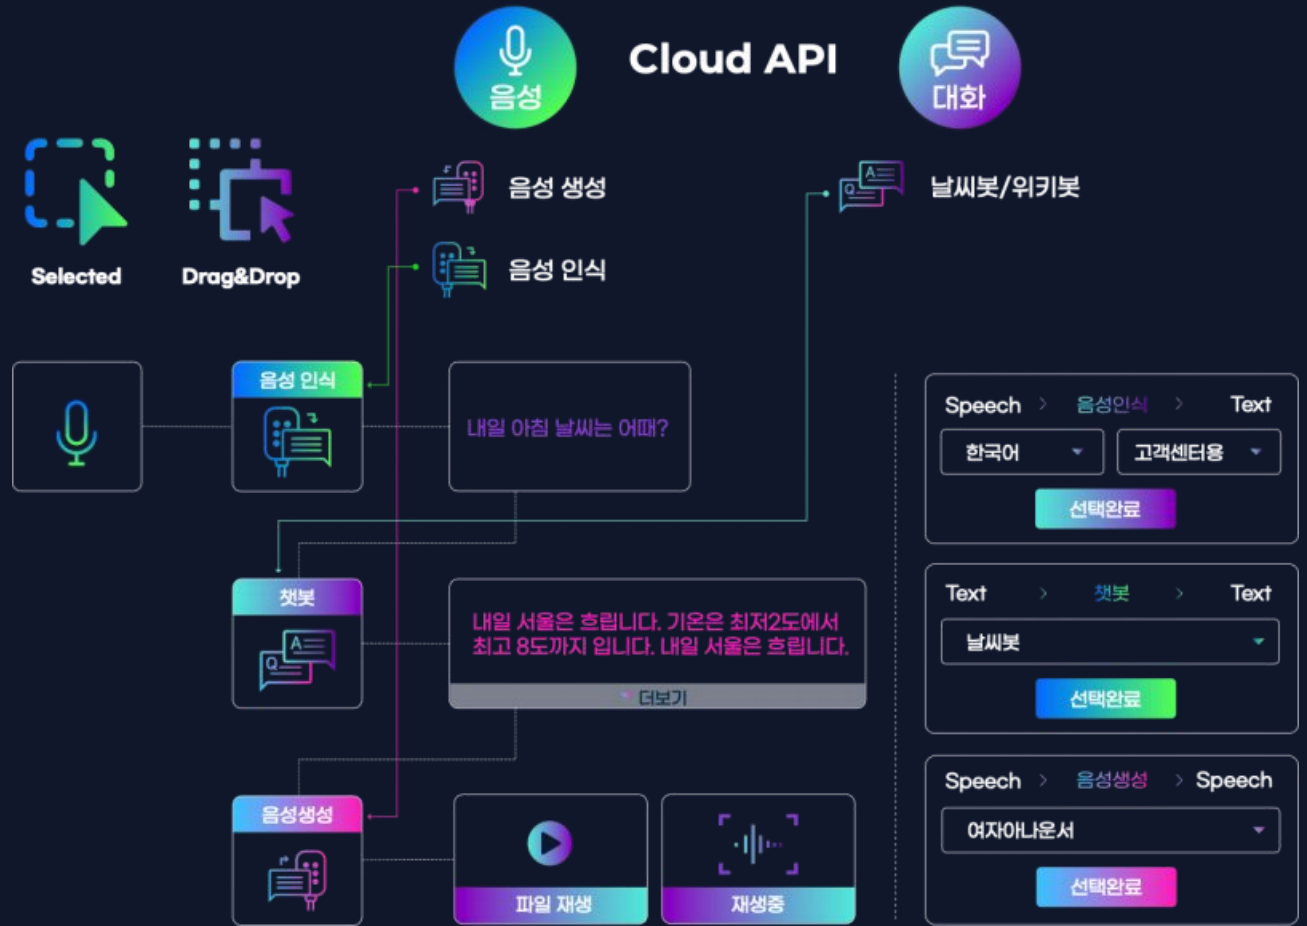 음성
Cloud API
대화
Selected
Drag&Drop
음성 생성
음성 인식
Q
A
날씨봇/위키봇
음성 인식
내일 아침 날씨는 어때?
챗봇
Q
A
내일 서울은 흐립니다. 기온은 최저2도에서
최고 8도까지 입니다. 내일 서울은 흐립니다.
더보기
음성생성
파일 재생
재생중
Speech > 음성인식 > Text
한국어
고객센터용
선택완료
Text > 챗봇 > Text
날씨봇
선택완료
Speech > 음성생성 > Speech
여자아나운서
선택완료